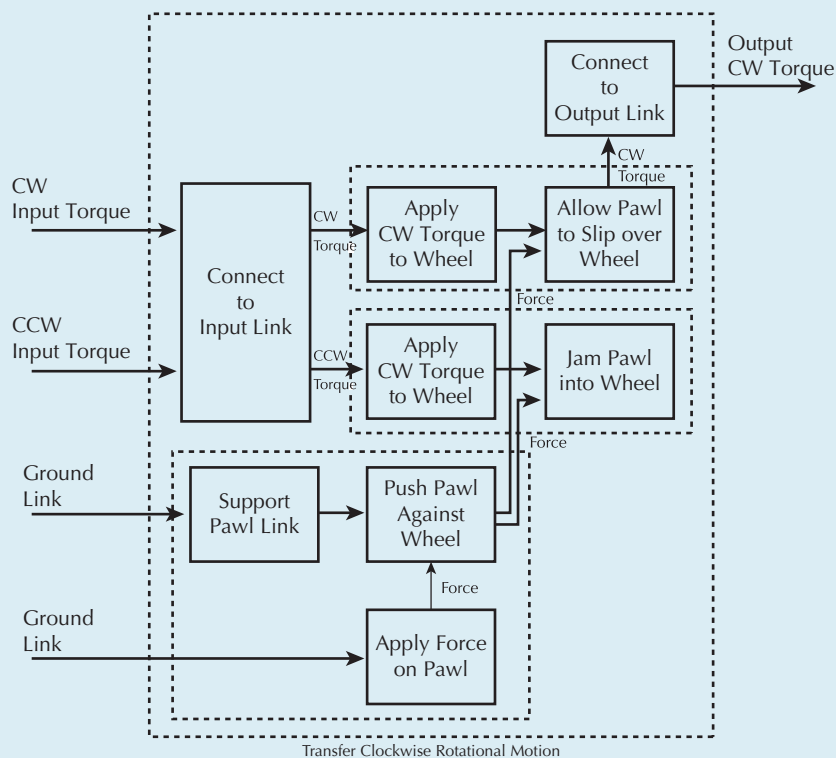 Output
CW Torque
Connect
to
Output Link
CW
Torque
CW
Input Torque
CW
Torque
Apply
CW Torque
to Wheel
Allow Pawl
to Slip over
Wheel
Connect
to
Input Link
Force
CCW
Input Torque
CCW
Torque
Apply
CW Torque
to Wheel
Jam Pawl
into Wheel
Force
Ground
Link
Support
Pawl Link
Push Pawl
Against
Wheel
Force
Ground
Link
Apply Force
on Pawl
Transfer Clockwise Rotational Motion